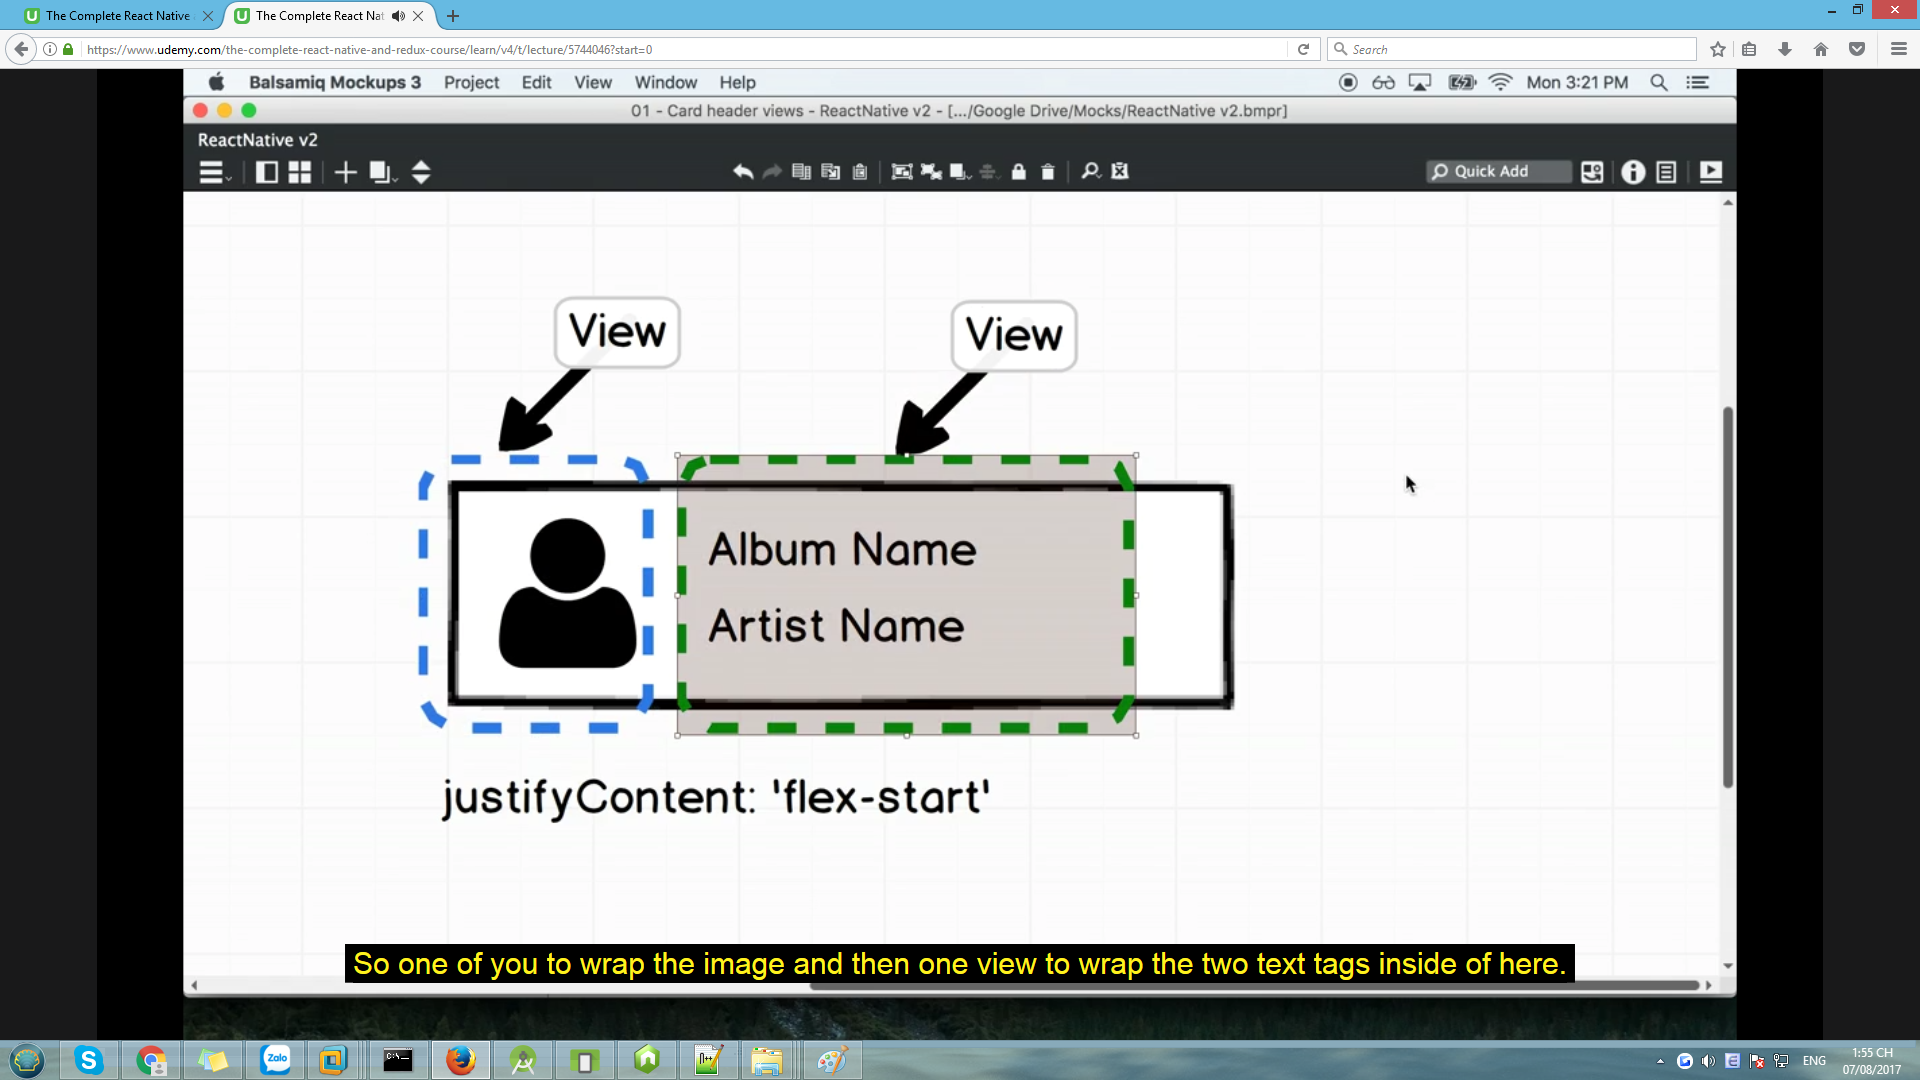 The Complete React Native
The Complete React Nat
https://www.udemy.com/the-complete-react-native-and-redux-course/learn/v4/t/lecture/5744046?start=0
Search
Balsamiq Mockups 3 Project Edit View Window Help
Mon 3:21 PM
01 - Card header views - ReactNative v2 - [.../Google Drive/Mocks/ReactNative v2.bmpr]
ReactNative v2
Quick Add
View
View
Album Name
Artist Name
justifyContent: 'flex-start'
So one of you to wrap the image and then one view to wrap the two text tags inside of here.
Zalo
ENG
1:55 CH
07/08/2017